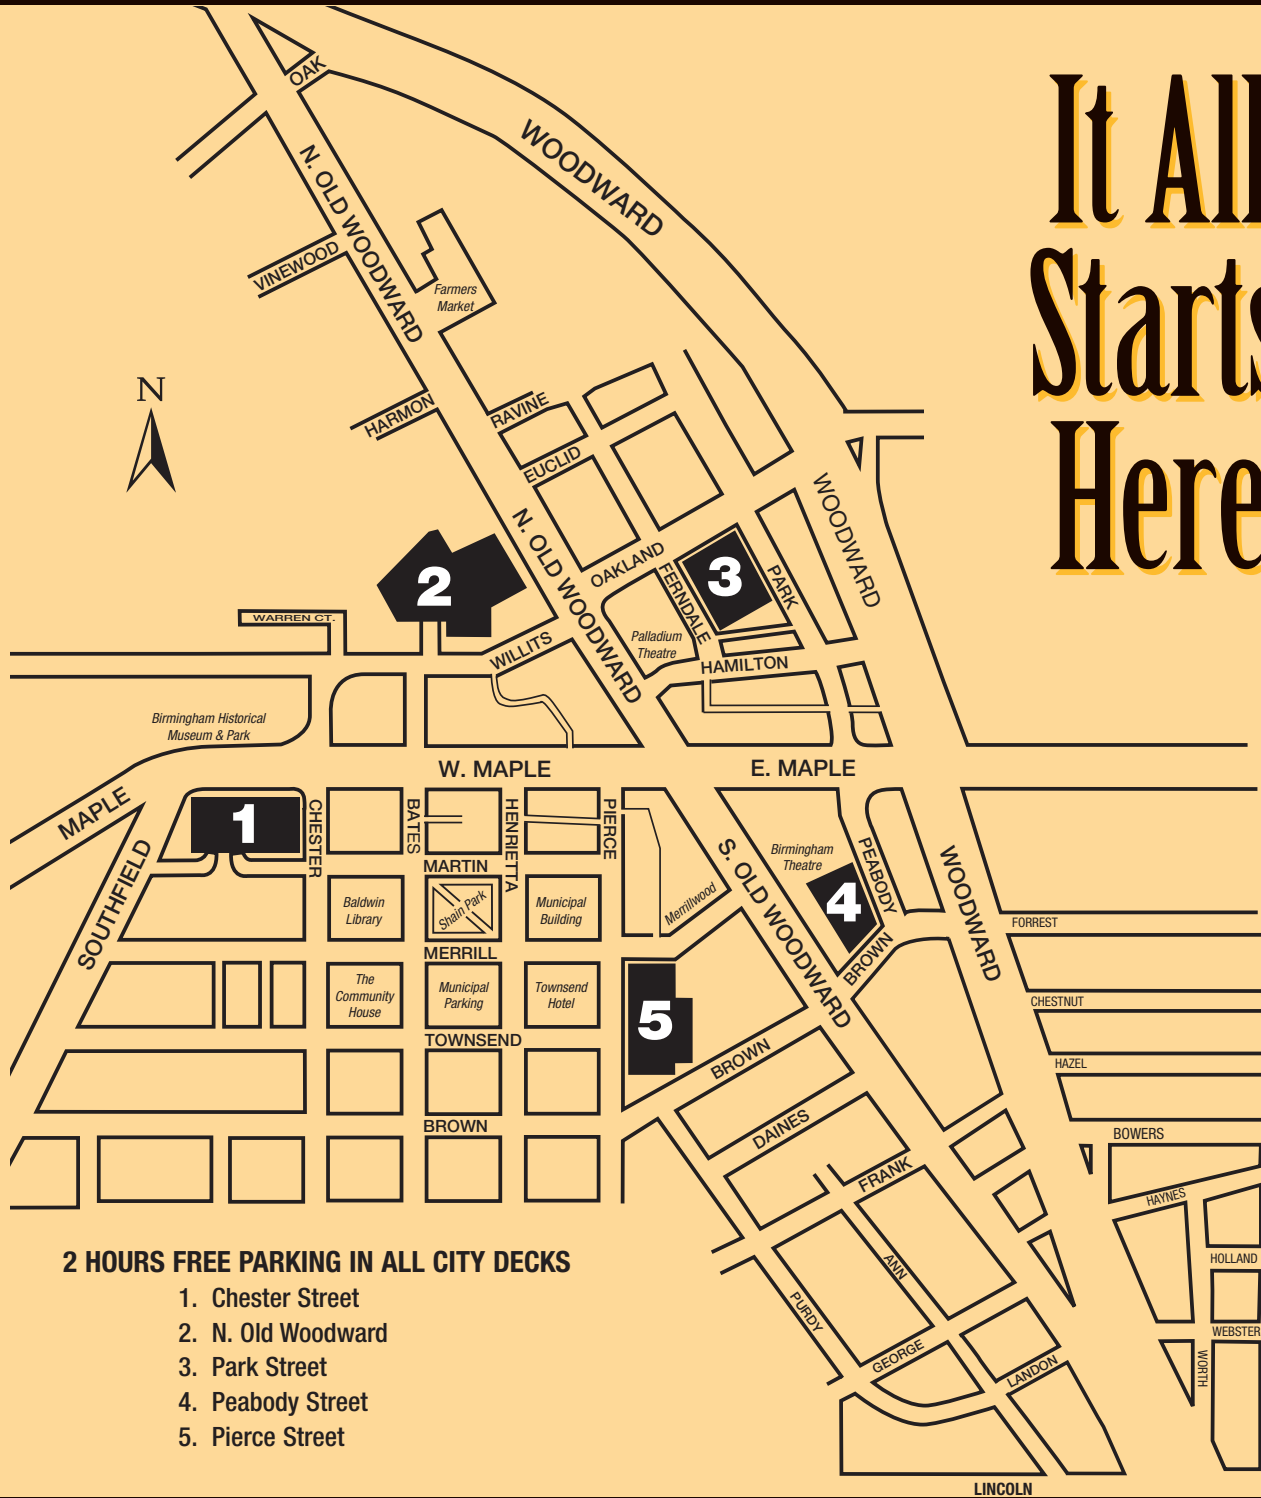 It All
Starts
Here
OAK
WOODWARD
N. OLD WOODWARD
VINEWOOD
Farmers
Market
N
HARMON
RAVINE
EUCLID
WOODWARD
N. OLD WOODWARD
OAKLAND
FERNDALE
3
PARK
2
WARREN CT.
WILLITS
Palladium
Theatre
HAMILTON
Birmingham Historical
Museum & Park
W. MAPLE
E. MAPLE
MAPLE
1
CHESTER
BATES
HENRIETTA
PIERCE
SOUTHFIELD
MARTIN
S. OLD WOODWARD
Birmingham
Theatre
PEABODY
WOODWARD
4
Baldwin
Library
Shain Park
Municipal
Building
Merrillwood
FORREST
MERRILL
BROWN
The
Community
House
Municipal
Parking
Townsend
Hotel
5
CHESTNUT
TOWNSEND
BROWN
HAZEL
BROWN
DAINES
BOWERS
FRANK
HAYNES
ANN
HOLLAND
PURDY
WEBSTER
GEORGE
LANDON
WORTH
LINCOLN
2 HOURS FREE PARKING IN ALL CITY DECKS
1. Chester Street
2. N. Old Woodward
3. Park Street
4. Peabody Street
5. Pierce Street